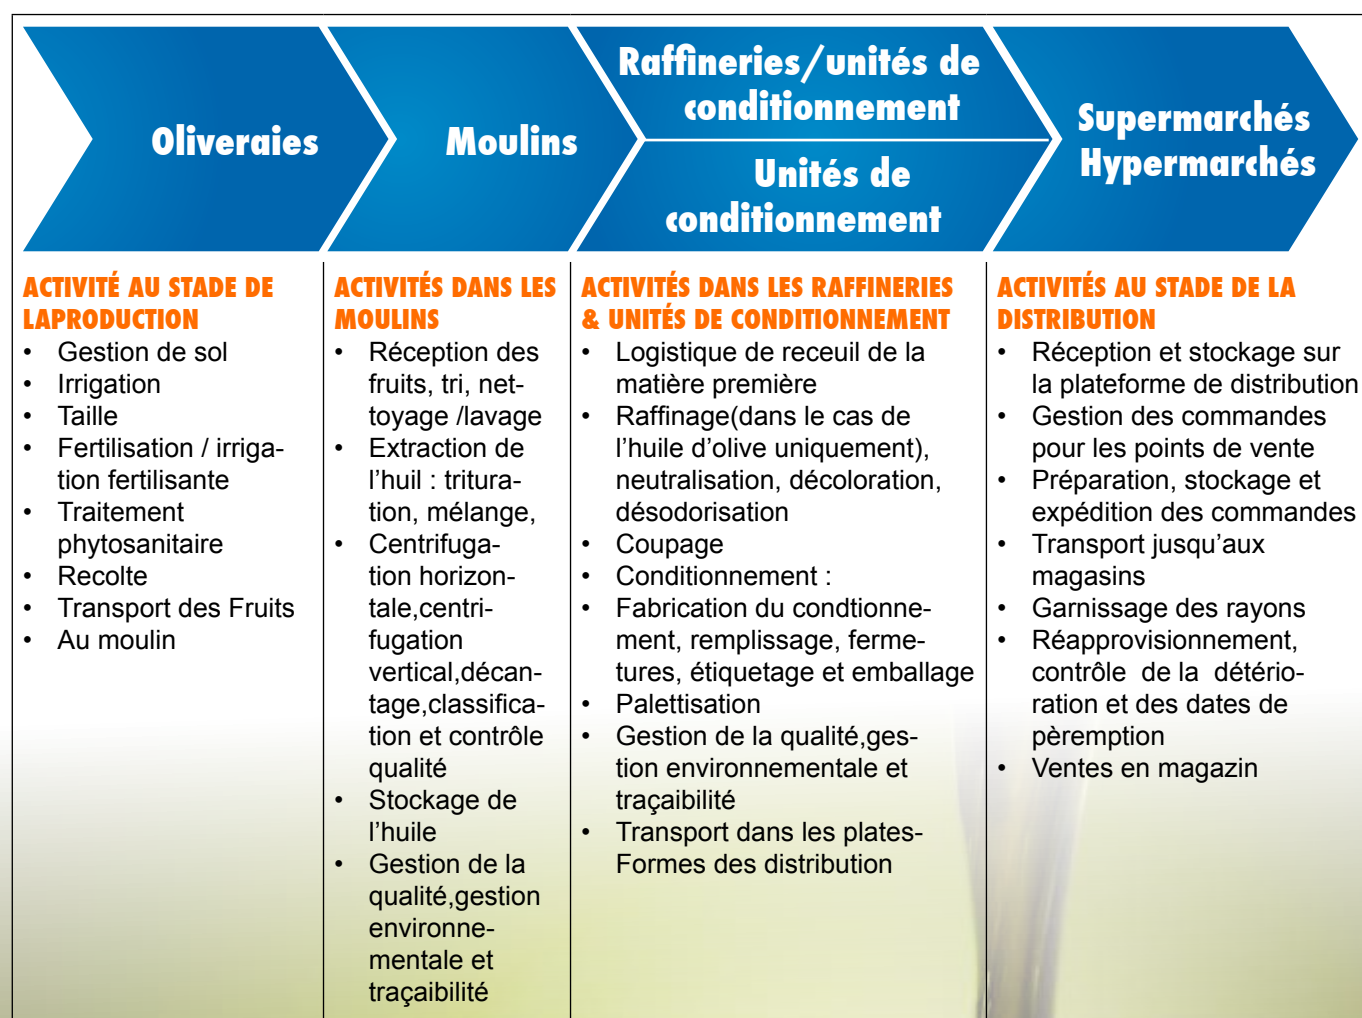 Oliveraies
Moulins
Raffineries/unités de
conditionnement
Unités de
conditionnement
Supermarchés
Hypermarchés
ACTIVITÉ AU STADE DE
LAPRODUCTION
• Gestion de sol
• Irrigation
• Taille
• Fertilisation / irriga-
tion fertilisante
• Traitement
phytosanitaire
• Recolte
• Transport des Fruits
• Au moulin
ACTIVITÉS DANS LES
MOULINS
• Réception des
fruits, tri, net-
toyage /lavage
• Extraction de
l’huil : tritura-
tion, mélange,
• Centrifuga-
tion horizon-
tale,centri-
fugation
vertical,décan-
tage,classifica-
tion et contrôle
qualité
• Stockage de
l’huile
• Gestion de la
qualité,gestion
environne-
mentale et
traçaibilité
ACTIVITÉS DANS LES RAFFINERIES
& UNITÉS DE CONDITIONNEMENT
• Logistique de receuil de la
matière première
• Raffinage(dans le cas de
l’huile d’olive uniquement),
neutralisation, décoloration,
désodorisation
• Coupage
• Conditionnement :
• Fabrication du condtionne-
ment, remplissage, ferme-
tures, étiquetage et emballage
• Palettisation
• Gestion de la qualité,ges-
tion environnementale et
traçaibilité
• Transport dans les plates-
Formes des distribution
ACTIVITÉS AU STADE DE LA
DISTRIBUTION
• Réception et stockage sur
la plateforme de distribution
• Gestion des commandes
pour les points de vente
• Préparation, stockage et
expédition des commandes
• Transport jusqu’aux
magasins
• Garnissage des rayons
• Réapprovisionnement,
contrôle de la détério-
ration et des dates de
pèremption
• Ventes en magazin